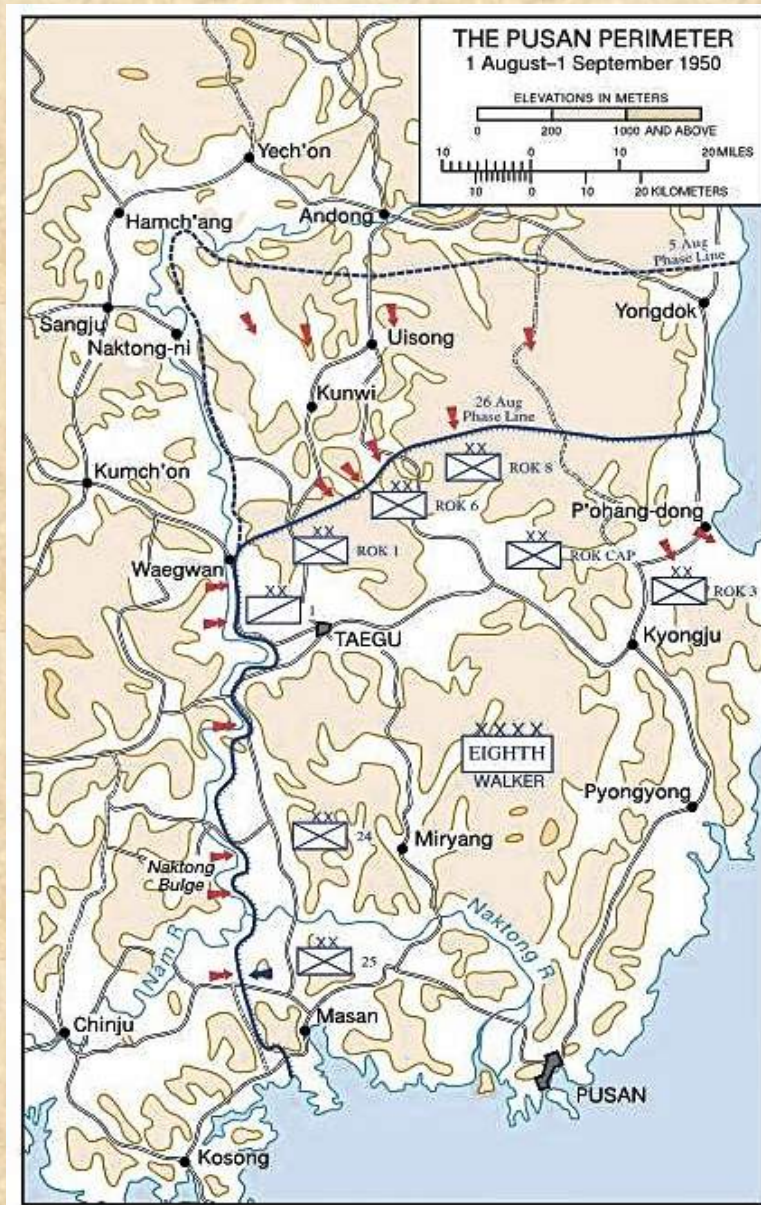 THE PUSAN PERIMETER
1 August–1 September 1950
ELEVATIONS IN METERS
0 200 1000 AND ABOVE
10 0 10 20 MILES
10 0 10 20 KILOMETERS
Yech'on
Hamch'ang
Andong
5 Aug
Phase Line
Sangju
Naktong-ni
Yongdok
Uisong
Kunwi
26 Aug
Phase Line
Kumch'on
XX
ROK 8
XX
ROK 6
P'ohang-dong
XX
ROK 1
XX
ROK CAP
Waegwan
XX
ROK 3
XX
1
TAEGU
Kyongju
XXXX
EIGHTH
WALKER
Pyongyong
XX
24
Miryang
Naktong
Bulge
Naktong R
Nam R
XX
25
Chinju
Masan
PUSAN
Kosong